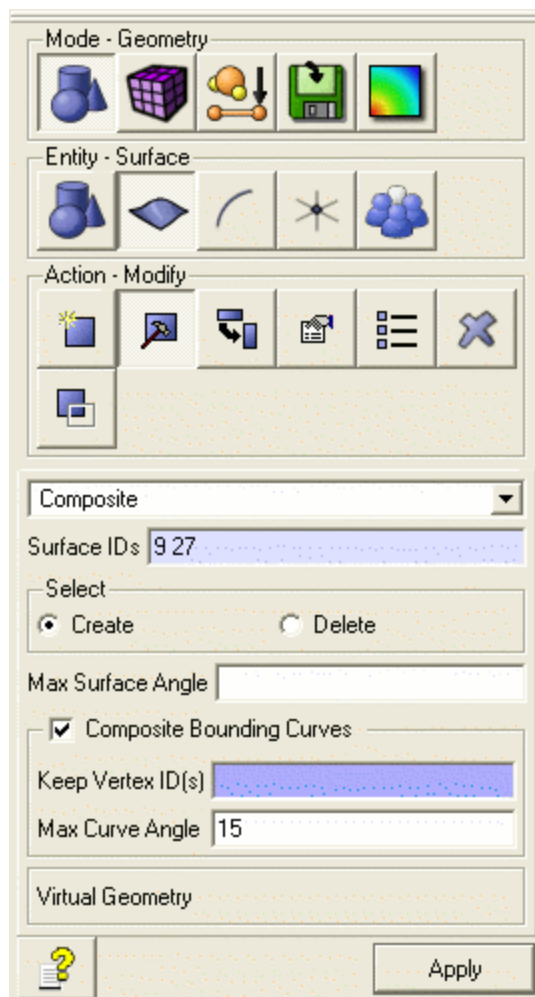 Mode - Geometry
Entity - Surface
Action - Modify
Composite
Surface IDs 9 27
Select
Create Delete
Max Surface Angle
Composite Bounding Curves
Keep Vertex ID(s)
Max Curve Angle 15
Virtual Geometry
? Apply